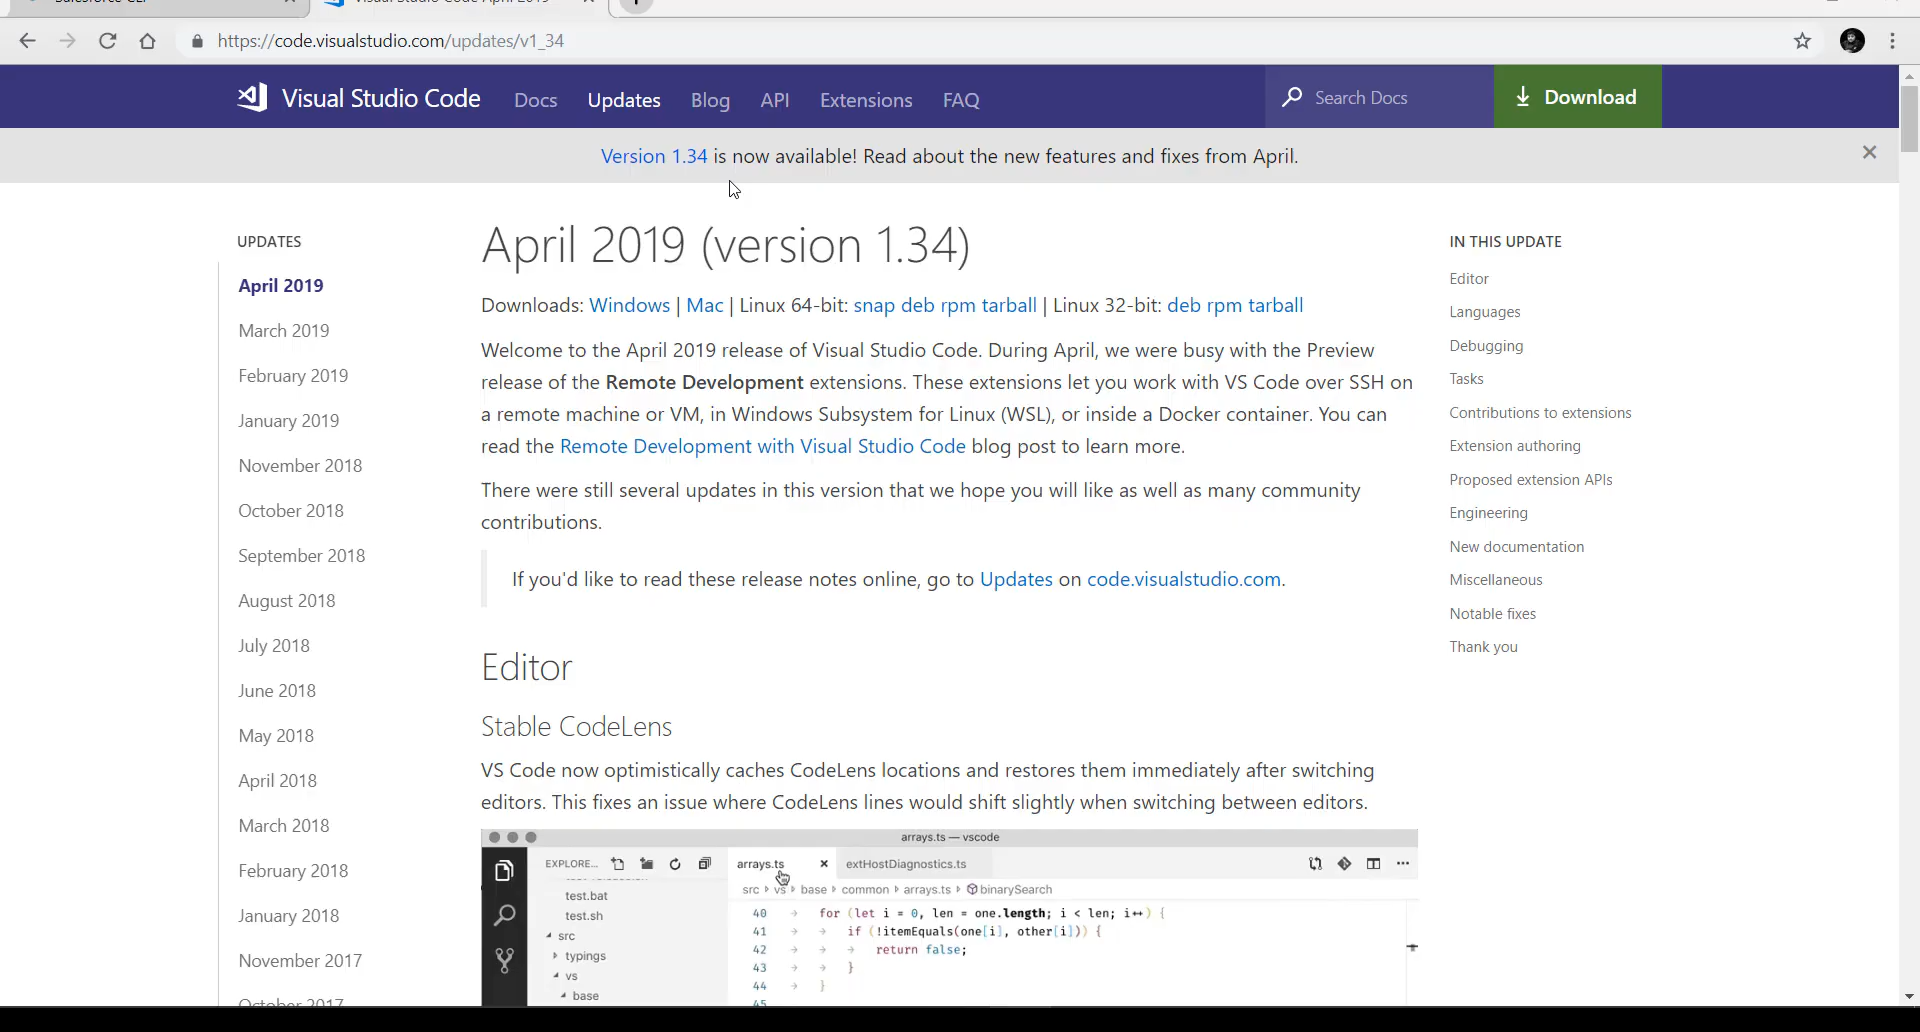 Salesforce CLI
Visual Studio Code April 2019
https://code.visualstudio.com/updates/v1_34
Visual Studio Code
Docs
Updates
Blog
API
Extensions
FAQ
Search Docs
Download
Version 1.34 is now available! Read about the new features and fixes from April.
UPDATES
April 2019
March 2019
February 2019
January 2019
November 2018
October 2018
September 2018
August 2018
July 2018
June 2018
May 2018
April 2018
March 2018
February 2018
January 2018
November 2017
October 2017
April 2019 (version 1.34)
Downloads: Windows | Mac | Linux 64-bit: snap deb rpm tarball | Linux 32-bit: deb rpm tarball
Welcome to the April 2019 release of Visual Studio Code. During April, we were busy with the Preview
release of the Remote Development extensions. These extensions let you work with VS Code over SSH on
a remote machine or VM, in Windows Subsystem for Linux (WSL), or inside a Docker container. You can
read the Remote Development with Visual Studio Code blog post to learn more.
There were still several updates in this version that we hope you will like as well as many community
contributions.
If you'd like to read these release notes online, go to Updates on code.visualstudio.com.
Editor
Stable CodeLens
VS Code now optimistically caches CodeLens locations and restores them immediately after switching
editors. This fixes an issue where CodeLens lines would shift slightly when switching between editors.
arrays.ts — vscode
EXPLORE...
test.bat
test.sh
src
typings
vs
base
arrays.ts
extHostDiagnostics.ts
src vs base common arrays.ts binarySearch
40 for (let i = 0, len = one.length; i < len; i++) {
41 if (!itemEquals(one[i], other[i])) {
42 return false;
43 }
44 }
45
IN THIS UPDATE
Editor
Languages
Debugging
Tasks
Contributions to extensions
Extension authoring
Proposed extension APIs
Engineering
New documentation
Miscellaneous
Notable fixes
Thank you